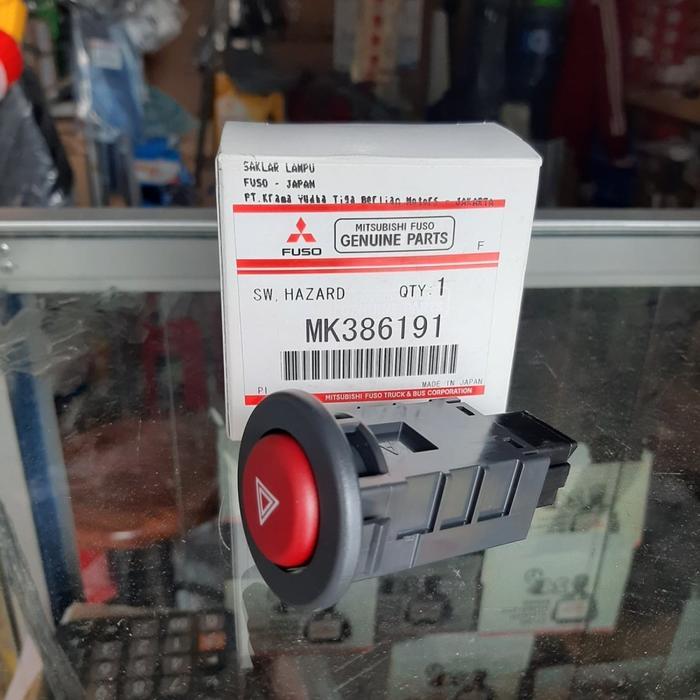 SAKLAR LAMPU
FUSO - JAPAN
PT.Krama Yudha Tiga Berlian Motors - JAKARTA
FUSO
MITSUBISHI FUSO
GENUINE PARTS
F
SW, HAZARD QTY:1
MK386191
MADE IN JAPAN
MITSUBISHI FUSO TRUCK & BUS CORPORATION